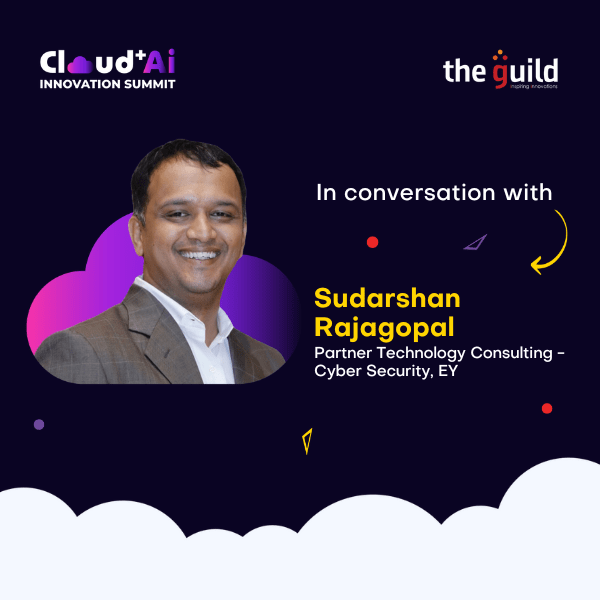 Cloud+Ai
INNOVATION SUMMIT
the guild
inspiring innovations
In conversation with
Sudarshan
Rajagopal
Partner Technology Consulting -
Cyber Security, EY